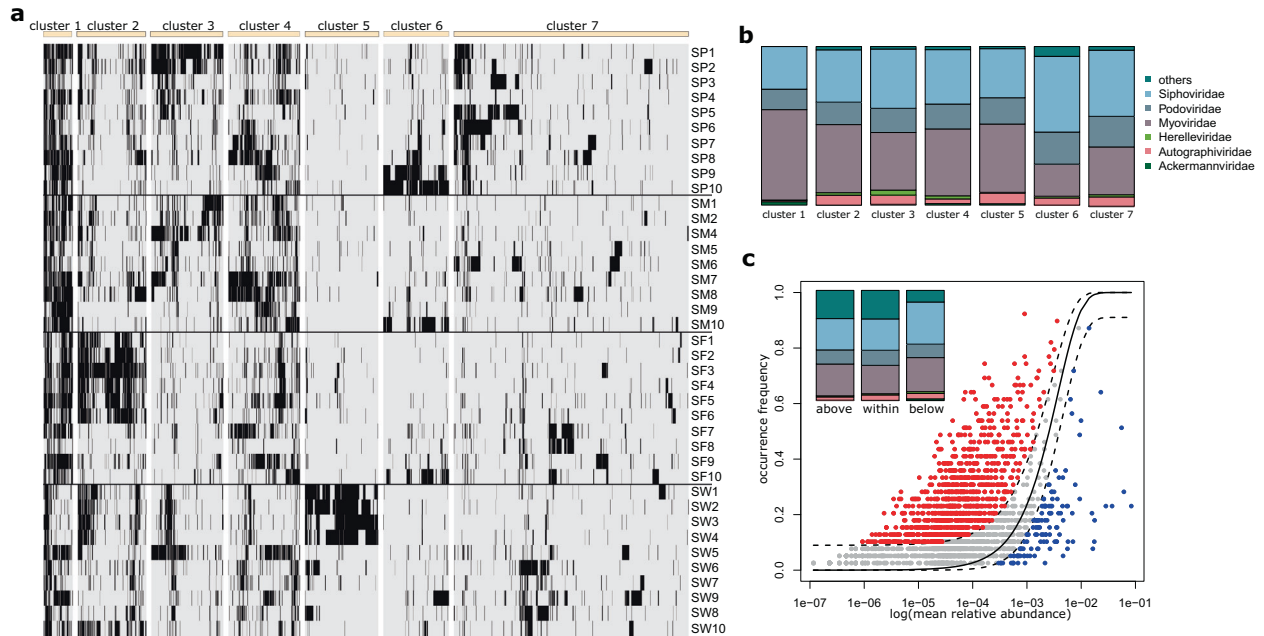 a
cluster 1 cluster 2 cluster 3 cluster 4 cluster 5 cluster 6 cluster 7
SP1
SP2
SP3
SP4
SP5
SP6
SP7
SP8
SP9
SP10
SM1
SM2
SM4
SM5
SM6
SM7
SM8
SM9
SM10
SF1
SF2
SF3
SF4
SF5
SF6
SF7
SF8
SF9
SF10
SW1
SW2
SW3
SW4
SW5
SW6
SW7
SW9
SW8
SW10
b
others
Siphoviridae
Podoviridae
Myoviridae
Herelleviridae
Autographiviridae
Ackermannviridae
cluster 1 cluster 2 cluster 3 cluster 4 cluster 5 cluster 6 cluster 7
c
occurrence frequency
1.0
0.8
0.6
0.4
0.2
0.0
above within below
1e-07 1e-06 1e-05 1e-04 1e-03 1e-02 1e-01
log(mean relative abundance)